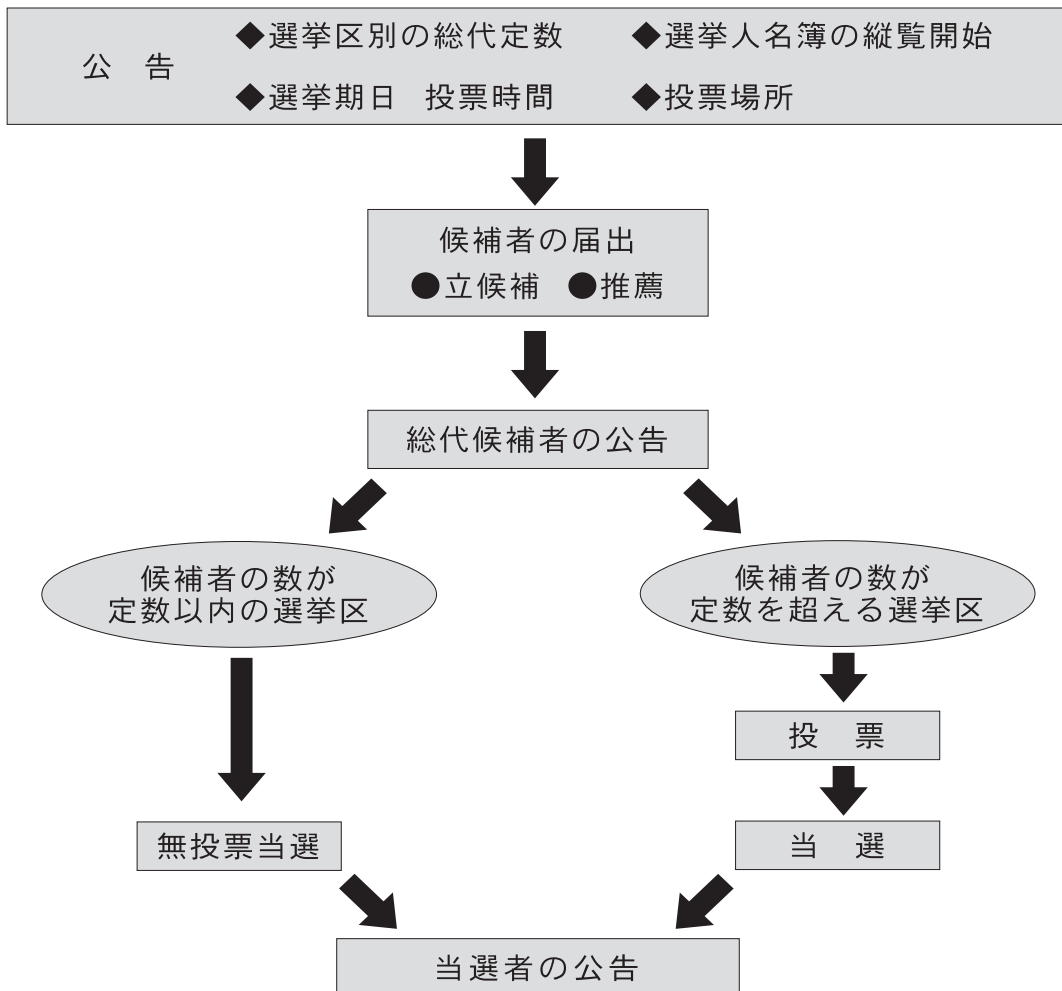 公　告
◆選挙区別の総代定数　◆選挙人名簿の縦覧開始
◆選挙期日　投票時間　◆投票場所
候補者の届出
●立候補　●推薦
総代候補者の公告
候補者の数が
定数以内の選挙区
候補者の数が
定数を超える選挙区
投　票
無投票当選
当　選
当選者の公告